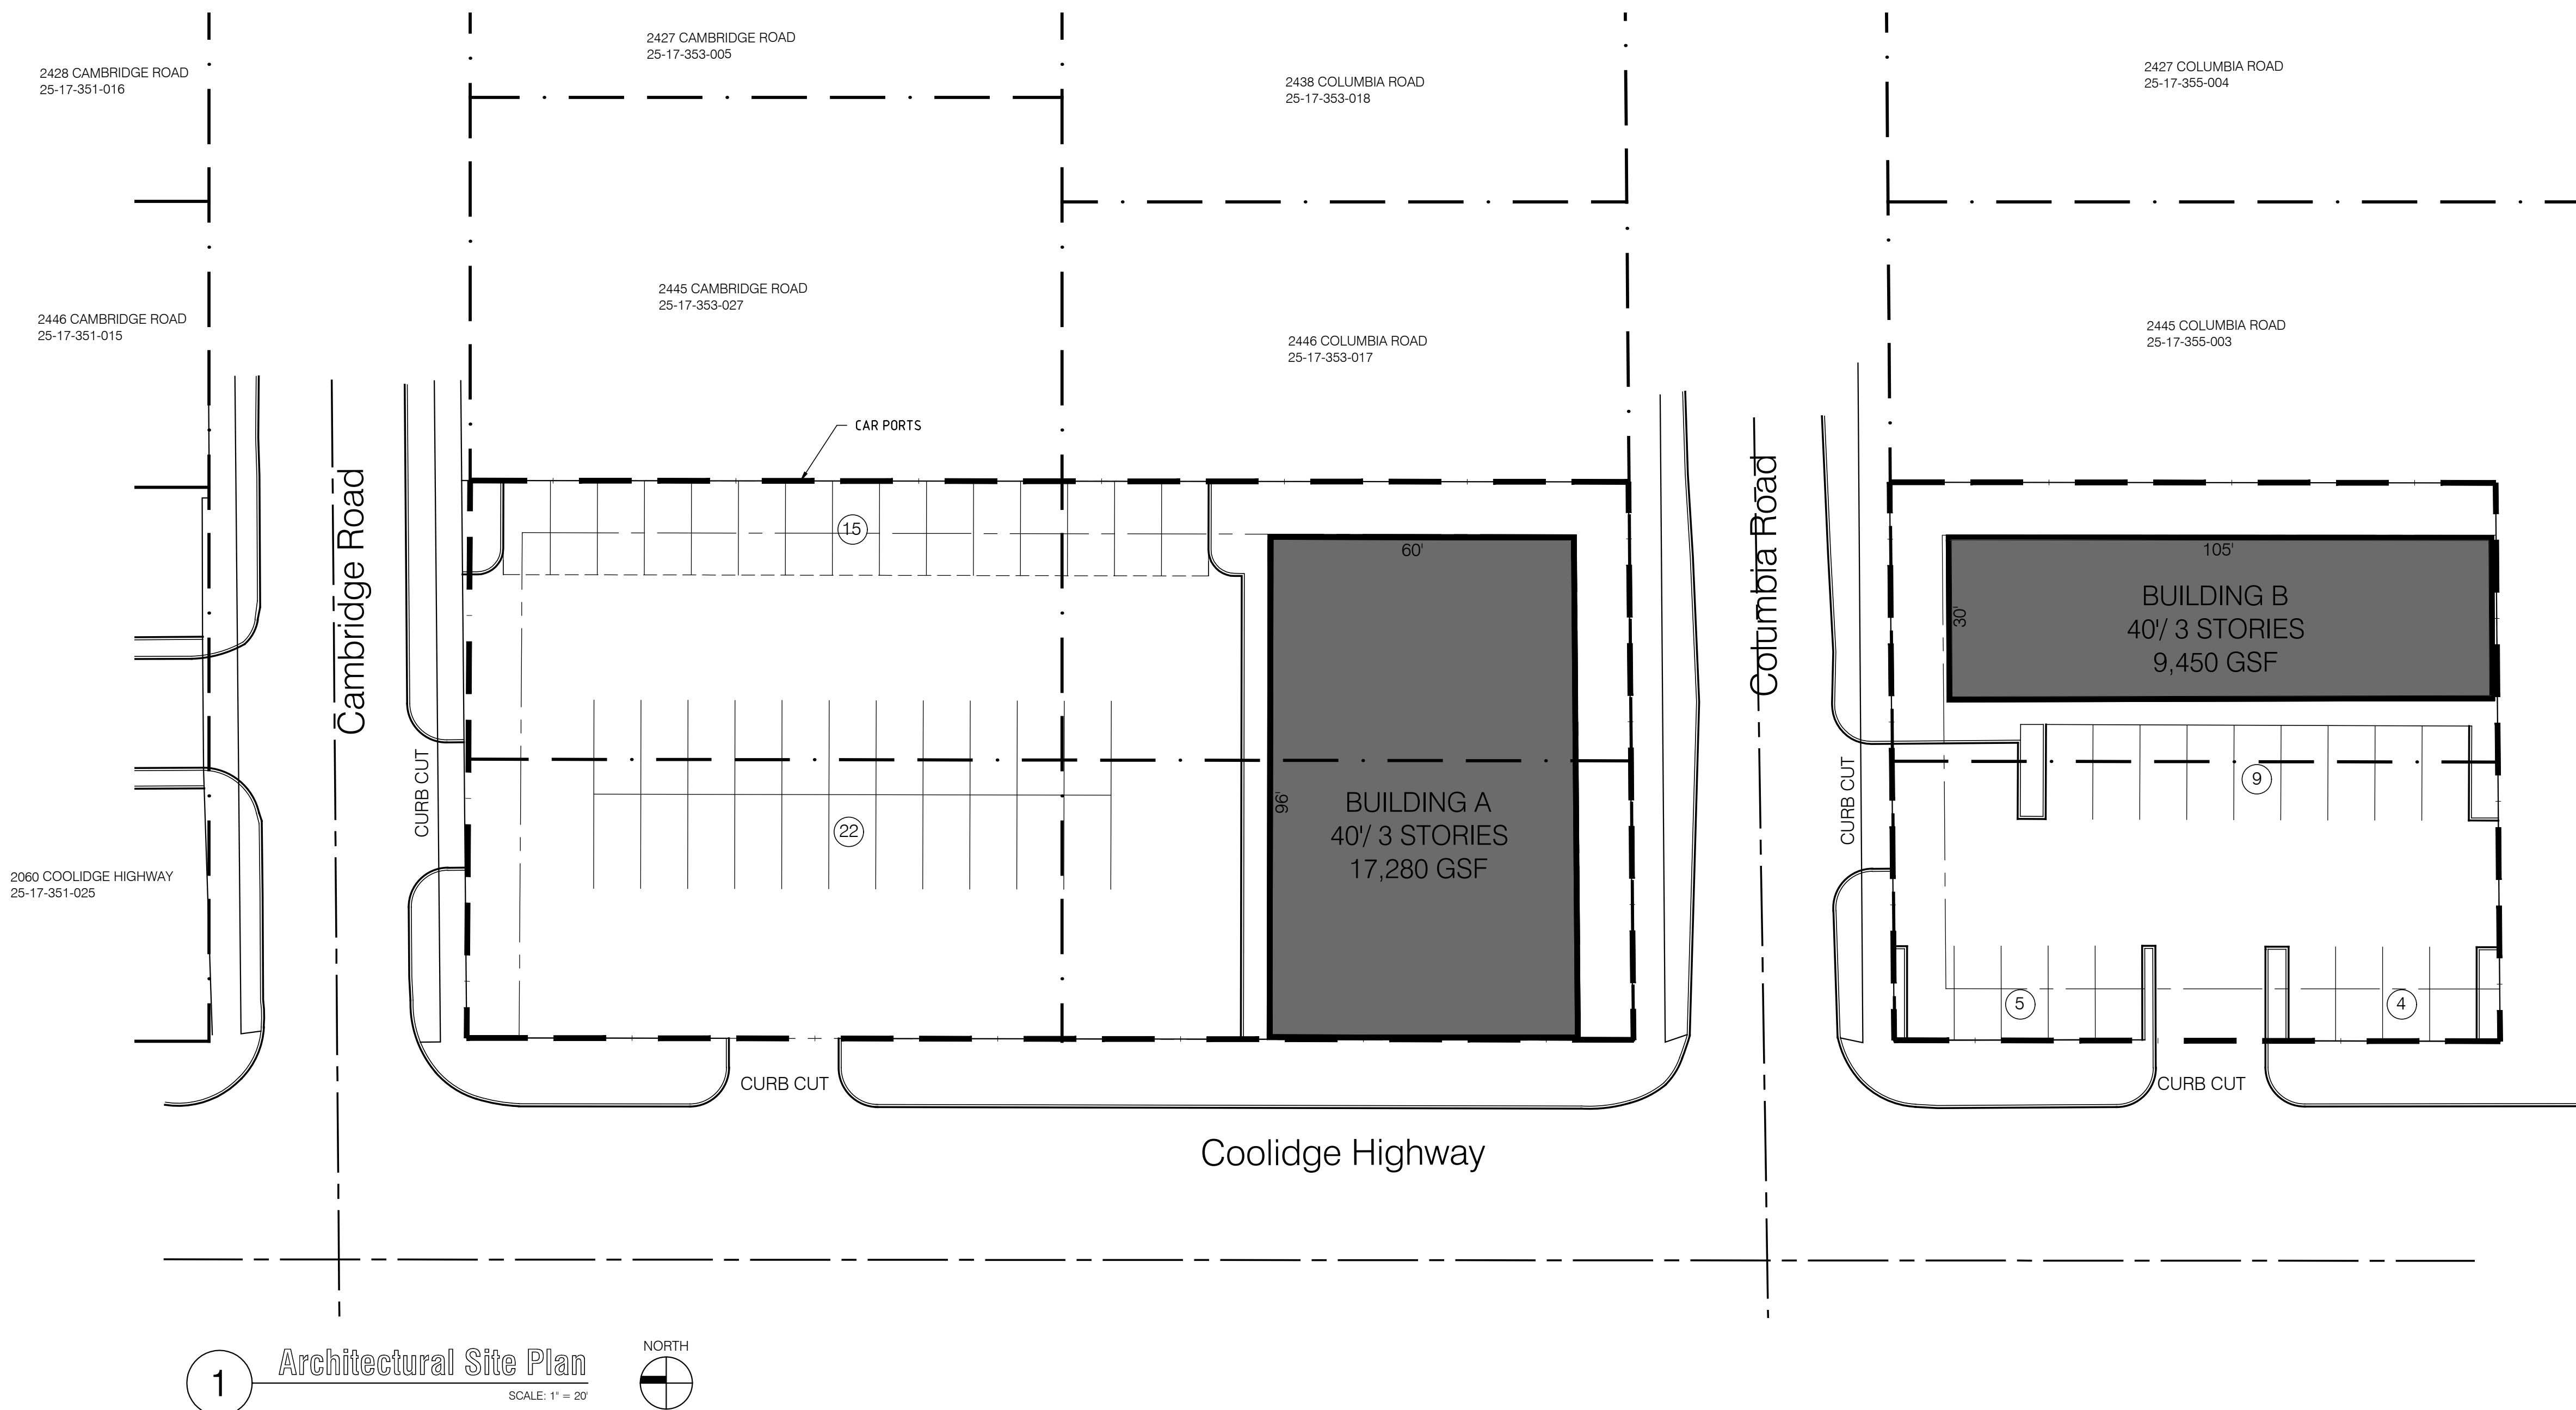 2427 CAMBRIDGE ROAD
25-17-353-005
2428 CAMBRIDGE ROAD
25-17-351-016
2438 COLUMBIA ROAD
25-17-353-018
2427 COLUMBIA ROAD
25-17-355-004
2445 CAMBRIDGE ROAD
25-17-353-027
2446 CAMBRIDGE ROAD
25-17-351-015
2446 COLUMBIA ROAD
25-17-353-017
2445 COLUMBIA ROAD
25-17-355-003
CAR PORTS
Cambridge Road
Columbia Road
15
60'
96'
BUILDING A
40'/ 3 STORIES
17,280 GSF
105'
30'
BUILDING B
40'/ 3 STORIES
9,450 GSF
CURB CUT
22
CURB CUT
9
2060 COOLIDGE HIGHWAY
25-17-351-025
5
4
CURB CUT
CURB CUT
Coolidge Highway
1
Architectural Site Plan
SCALE: 1" = 20'
NORTH